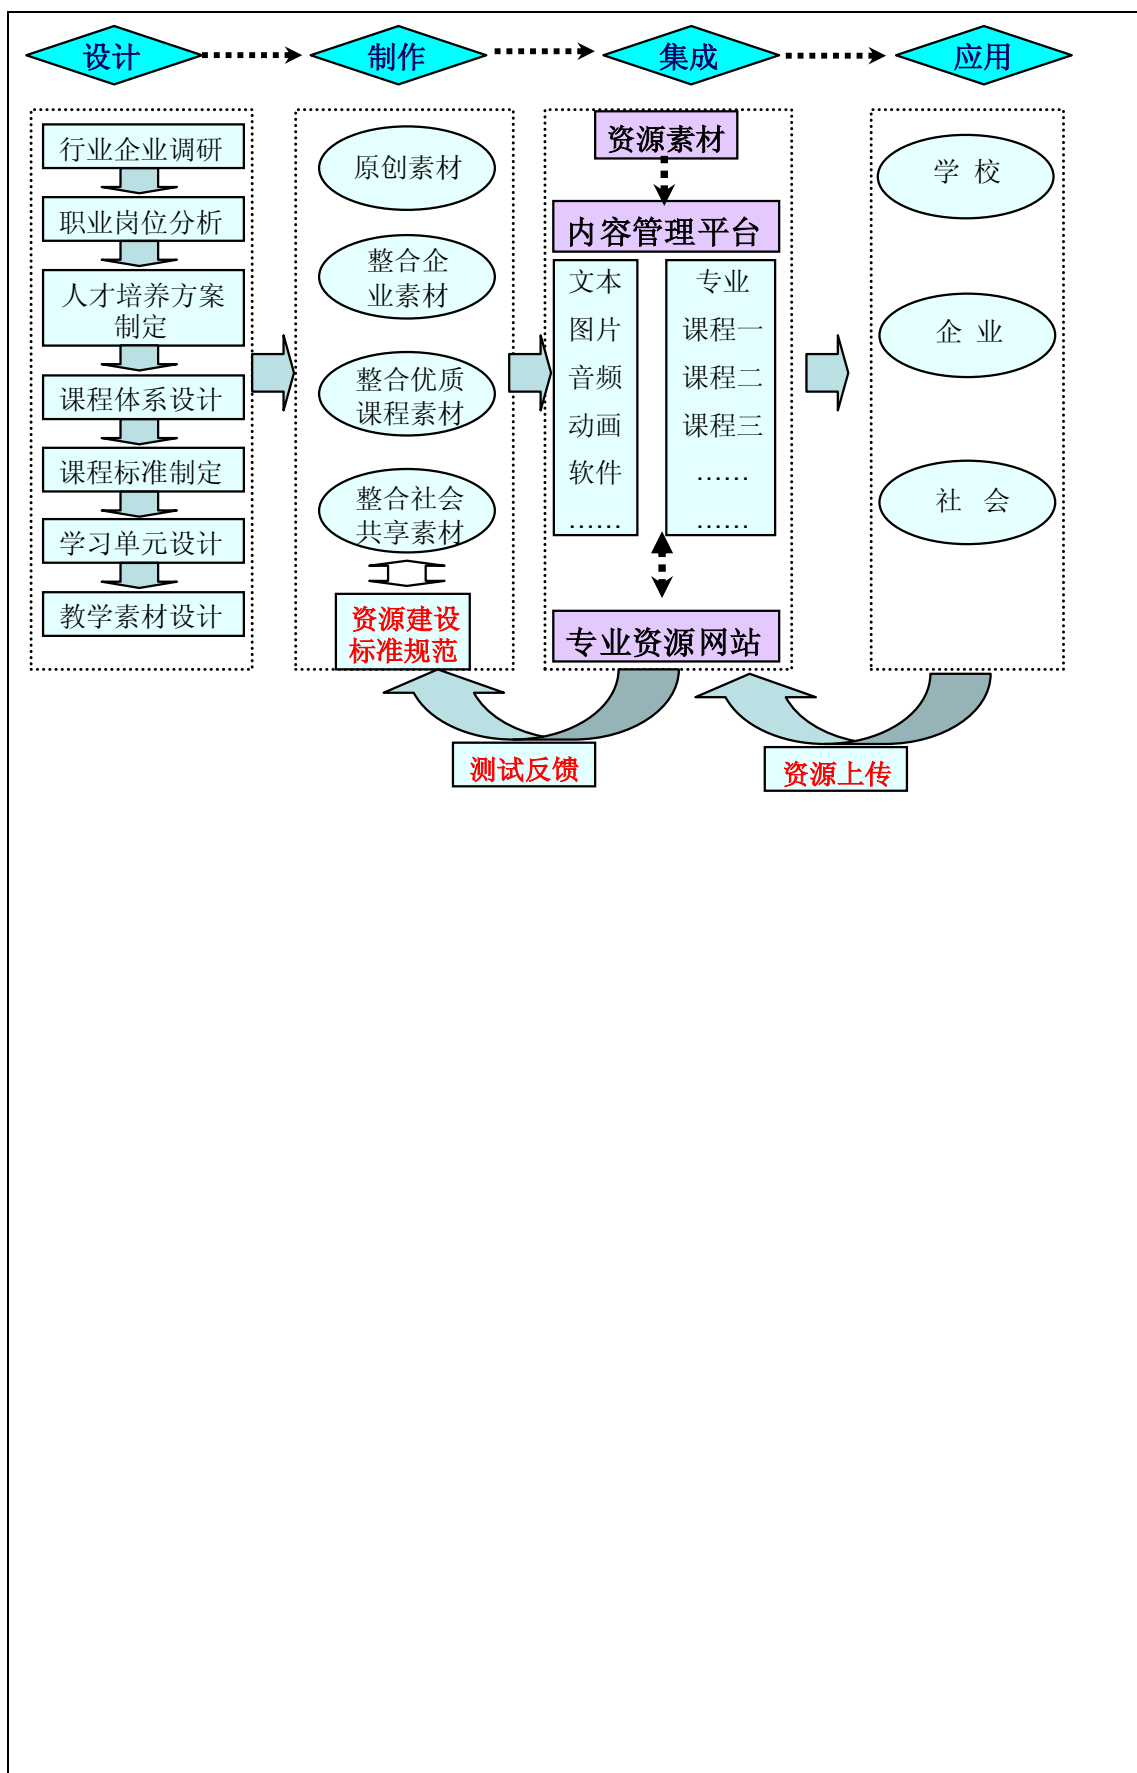 设计
制作
集成
应用
行业企业调研
职业岗位分析
人才培养方案
制定
课程体系设计
课程标准制定
学习单元设计
教学素材设计
原创素材
整合企
业素材
整合优质
课程素材
整合社会
共享素材
资源建设
标准规范
资源素材
内容管理平台
文本
图片
音频
动画
软件
……
专业
课程一
课程二
课程三
……
……
专业资源网站
学 校
企 业
社 会
测试反馈
资源上传